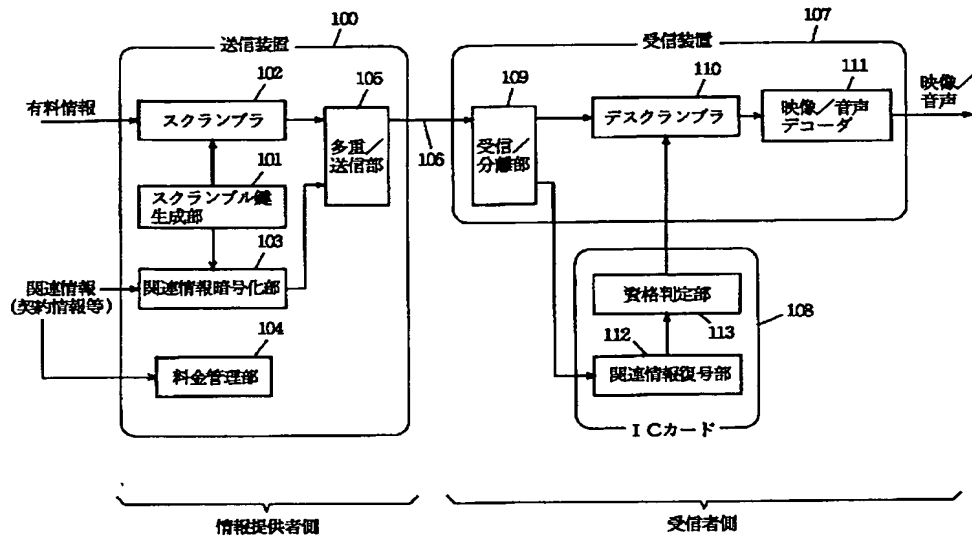 100
送信装置
102
有料情報
スクランブラ
105
多重／
送信部
106
101
スクランブル鍵
生成部
103
関連情報
(契約情報等)
関連情報暗号化部
104
料金管理部
情報提供者側
107
受信装置
109
受信／
分離部
110
デスクランブラ
111
映像／音声
デコーダ
映像／
音声
資格判定部
113
108
112
関連情報復号部
ＩＣカード
受信者側